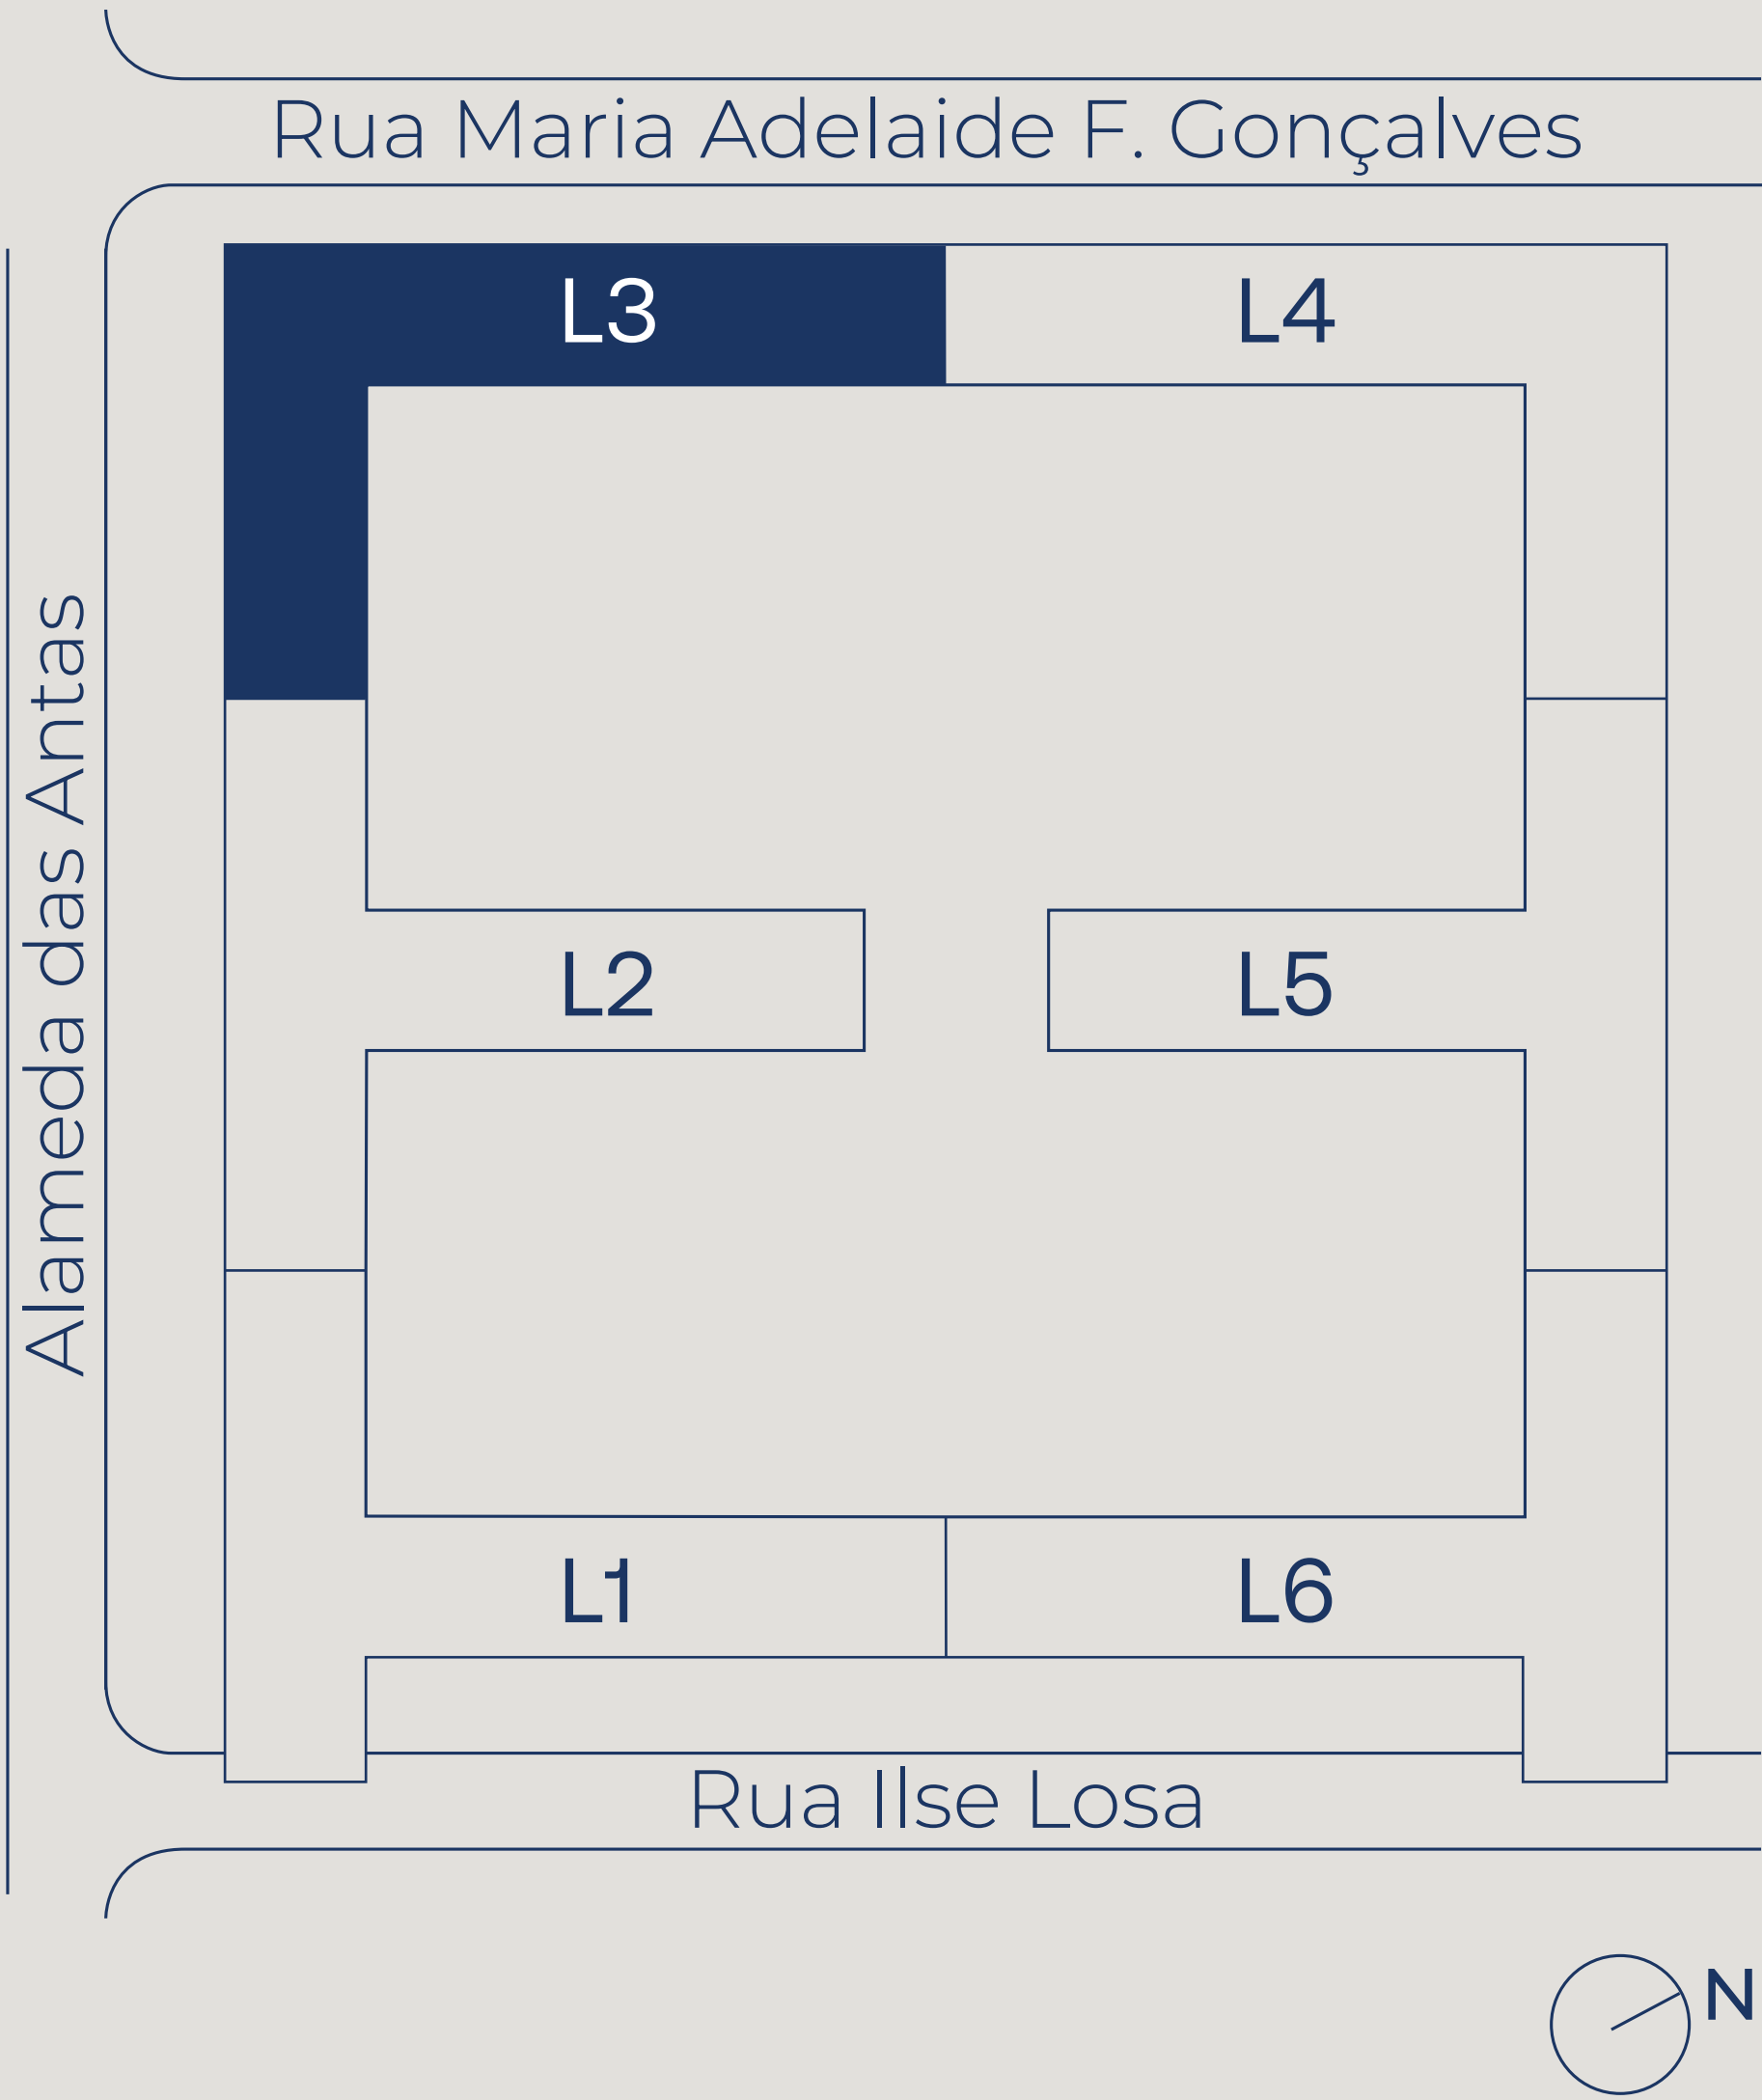 Rua Maria Adelaide F. Gonçalves
L3
L4
Alameda das Antas
L2
L5
L1
L6
Rua Ilse Losa
N